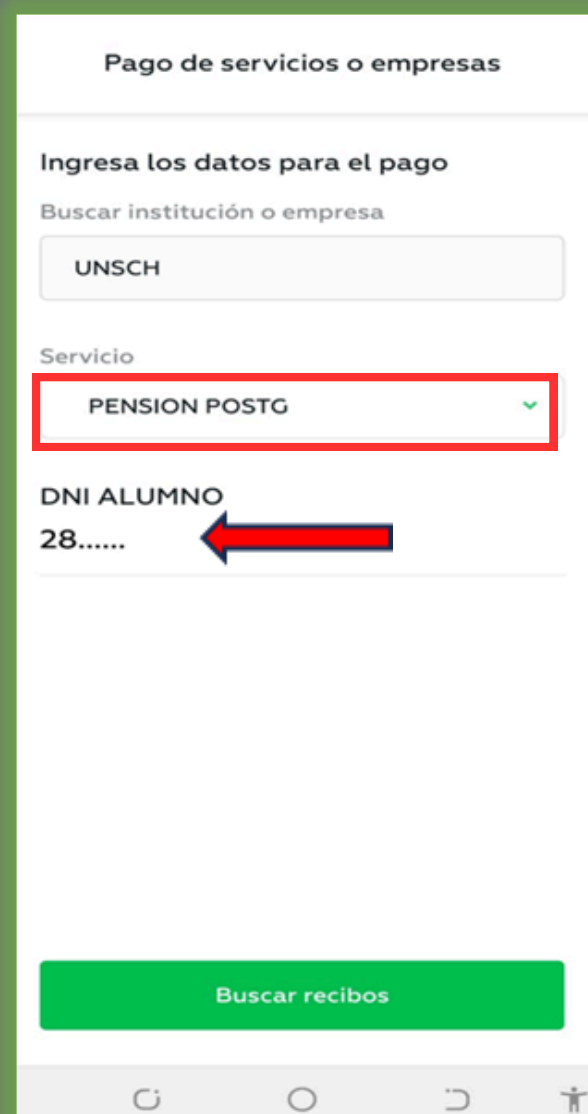 Pago de servicios o empresas
Ingresa los datos para el pago
Buscar institución o empresa
UNSCH
Servicio
PENSION POSTG
DNI ALUMNO
28......
Buscar recibos